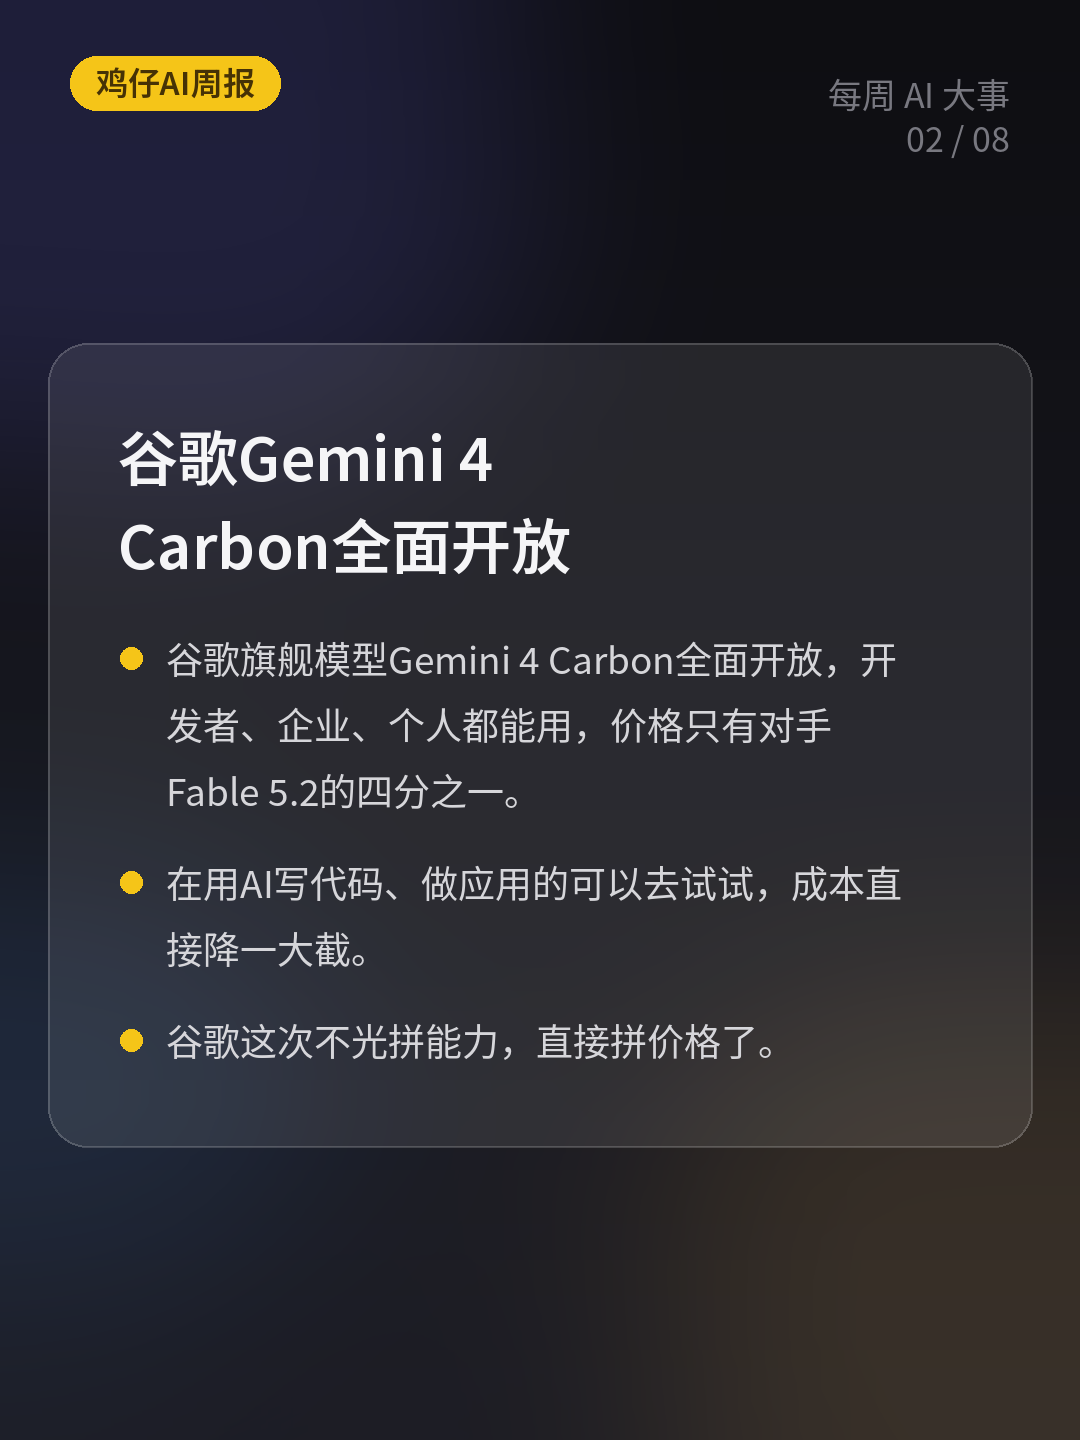 鸡仔AI周报
每周 AI 大事
02 / 08
谷歌Gemini 4
Carbon全面开放
谷歌旗舰模型Gemini 4 Carbon全面开放，开
发者、企业、个人都能用，价格只有对手
Fable 5.2的四分之一。
在用AI写代码、做应用的可以去试试，成本直
接降一大截。
谷歌这次不光拼能力，直接拼价格了。